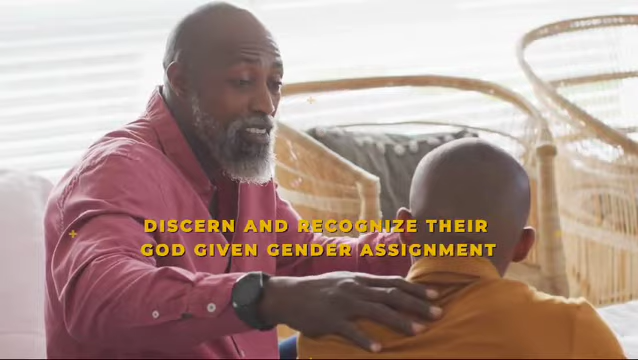 DISCERN AND RECOGNIZE THEIR
GOD GIVEN GENDER ASSIGNMENT